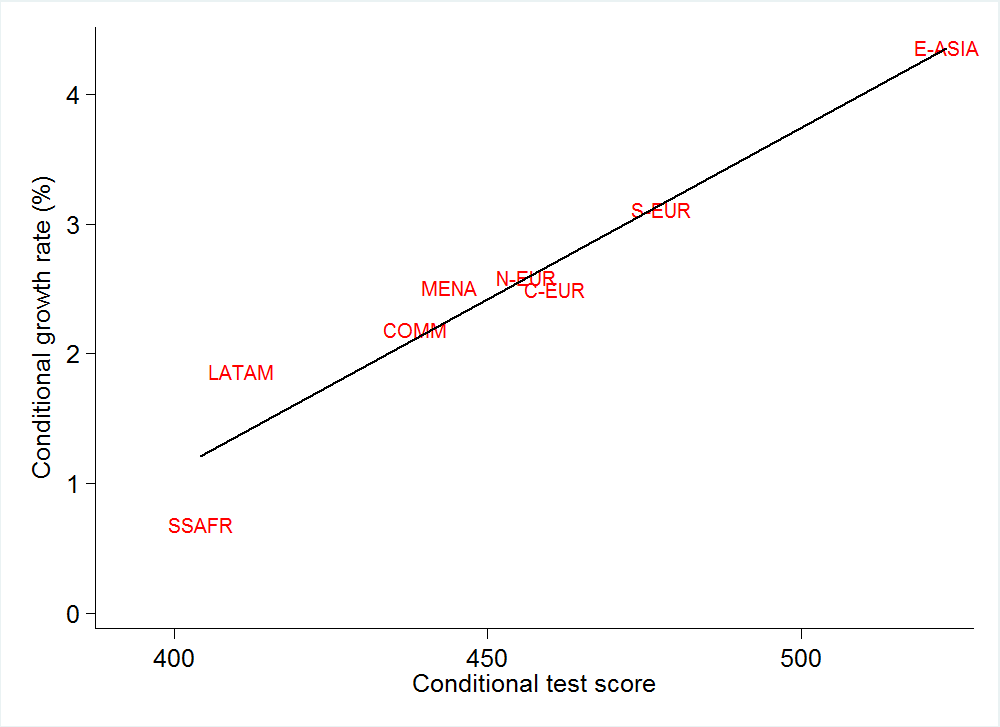 Conditional growth rate (%)
4
3
2
1
0
E-ASIA
S-EUR
N-EUR
C-EUR
MENA
COMM
LATAM
SSAFR
400
450
500
Conditional test score